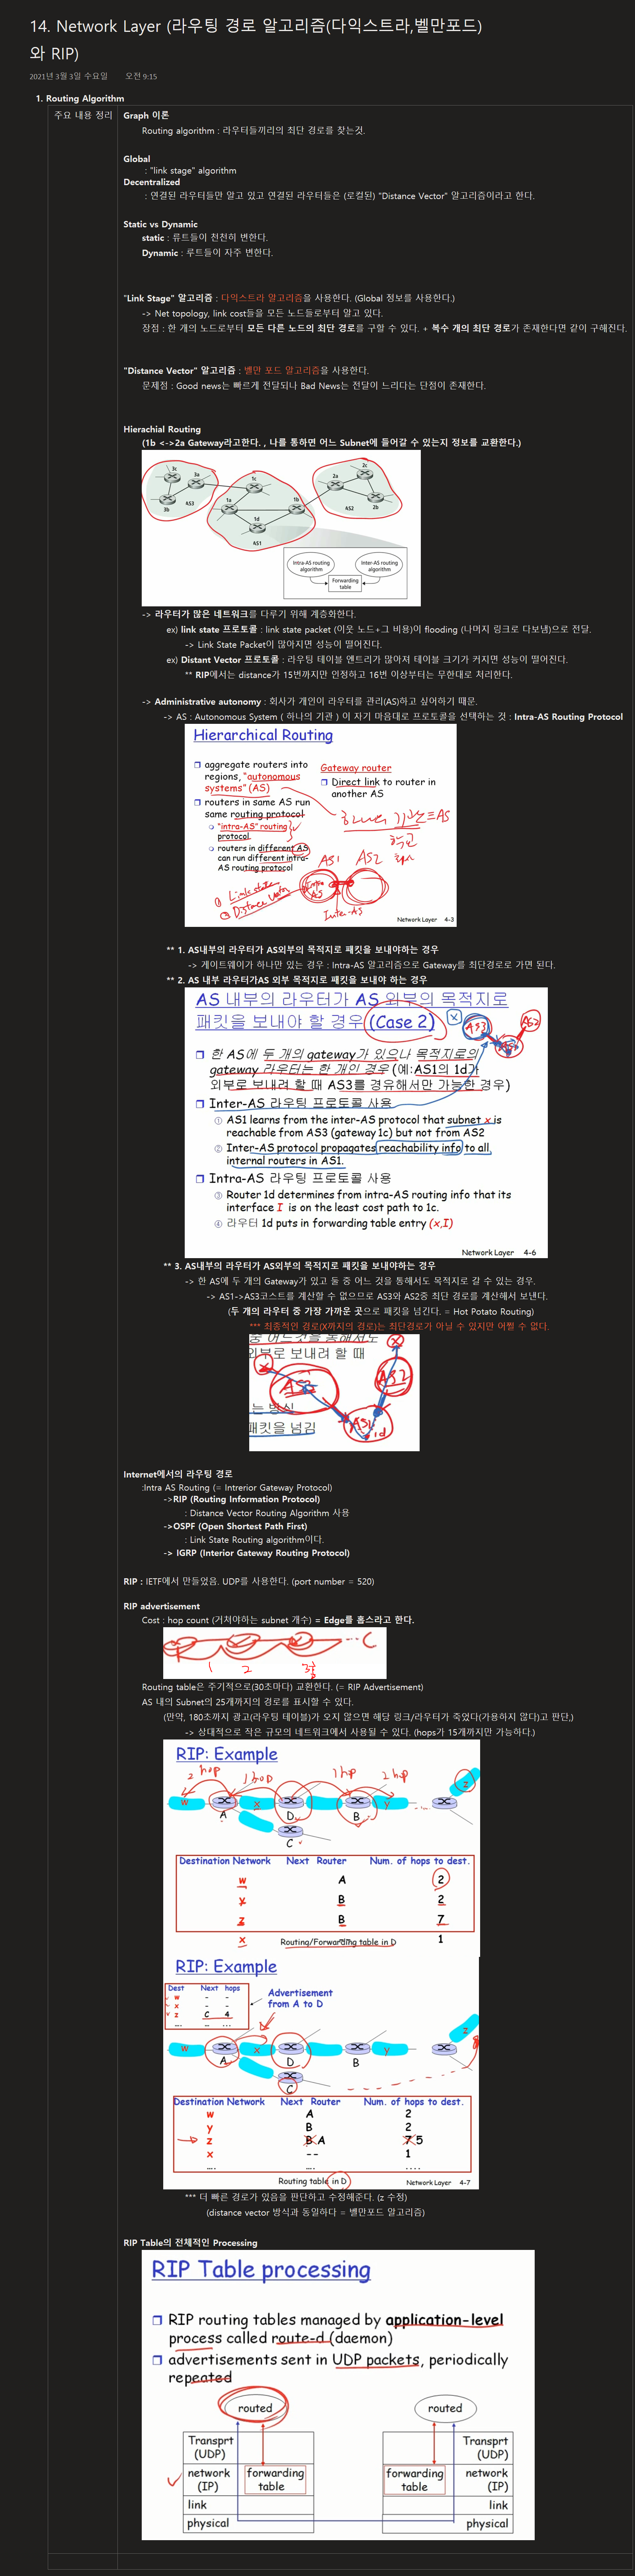 14. Network Layer (라우팅 경로 알고리즘(다익스트라,벨만포드)
와 RIP)
2021년 3월 3일 수요일 오전 9:15
1. Routing Algorithm
주요 내용 정리
Graph 이론
Routing algorithm : 라우터들끼리의 최단 경로를 찾는것.
Global
: "link stage" algorithm
Decentralized
: 연결된 라우터들만 알고 있고 연결된 라우터들은 (로컬된) "Distance Vector" 알고리즘이라고 한다.
Static vs Dynamic
static : 류트들이 천천히 변한다.
Dynamic : 루트들이 자주 변한다.
"Link Stage" 알고리즘 : 다익스트라 알고리즘을 사용한다. (Global 정보를 사용한다.)
-> Net topology, link cost들을 모든 노드들로부터 알고 있다.
장점 : 한 개의 노드로부터 모든 다른 노드의 최단 경로를 구할 수 있다. + 복수 개의 최단 경로가 존재한다면 같이 구해진다.
"Distance Vector" 알고리즘 : 벨만 포드 알고리즘을 사용한다.
문제점 : Good news는 빠르게 전달되나 Bad News는 전달이 느리다는 단점이 존재한다.
Hierachial Routing
(1b <->2a Gateway라고한다. , 나를 통하면 어느 Subnet에 들어갈 수 있는지 정보를 교환한다.)
3c
3a
3b
AS3
1c
1a
1b
1d
AS1
2c
2a
2b
AS2
Intra-AS routing algorithm
Inter-AS routing algorithm
Forwarding table
-> 라우터가 많은 네트워크를 다루기 위해 계층화한다.
ex) link state 프로토콜 : link state packet (이웃 노드+그 비용)이 flooding (나머지 링크로 다보냄)으로 전달.
-> Link State Packet이 많아지면 성능이 떨어진다.
ex) Distant Vector 프로토콜 : 라우팅 테이블 엔트리가 많아져 테이블 크기가 커지면 성능이 떨어진다.
** RIP에서는 distance가 15번까지만 인정하고 16번 이상부터는 무한대로 처리한다.
-> Administrative autonomy : 회사가 개인이 라우터를 관리(AS)하고 싶어하기 때문.
-> AS : Autonomous System ( 하나의 기관 ) 이 자기 마음대로 프로토콜을 선택하는 것 : Intra-AS Routing Protocol
Hierarchical Routing
aggregate routers into
regions, "autonomous
systems" (AS)
routers in same AS run
same routing protocol
"intra-AS" routing
protocol
routers in different AS
can run different intra-
AS routing protocol
Gateway router
Direct link to router in
another AS
하나의 기관=AS
학교
회사
AS1 AS2
① Link state
② Distance vector
Intra AS
Inter-AS
Network Layer 4-3
** 1. AS내부의 라우터가 AS외부의 목적지로 패킷을 보내야하는 경우
-> 게이트웨이가 하나만 있는 경우 : Intra-AS 알고리즘으로 Gateway를 최단경로로 가면 된다.
** 2. AS 내부 라우터가AS 외부 목적지로 패킷을 보내야 하는 경우
AS 내부의 라우터가 AS 외부의 목적지로
패킷을 보내야 할 경우 (Case 2)
X
AS3
AS2
AS1
한 AS에 두 개의 gateway가 있으나 목적지로의
gateway 라우터는 한 개인 경우 (예:AS1의 1d가
외부로 보내려 할 때 AS3를 경유해서만 가능한 경우)
Inter-AS 라우팅 프로토콜 사용
① AS1 learns from the inter-AS protocol that subnet x is
reachable from AS3 (gateway 1c) but not from AS2
② Inter-AS protocol propagates reachability info to all
internal routers in AS1.
Intra-AS 라우팅 프로토콜 사용
③ Router 1d determines from intra-AS routing info that its
interface I is on the least cost path to 1c.
④ 라우터 1d puts in forwarding table entry (x,I)
Network Layer 4-6
** 3. AS내부의 라우터가 AS외부의 목적지로 패킷을 보내야하는 경우
-> 한 AS에 두 개의 Gateway가 있고 둘 중 어느 것을 통해서도 목적지로 갈 수 있는 경우.
-> AS1->AS3코스트를 계산할 수 없으므로 AS3와 AS2중 최단 경로를 계산해서 보낸다.
(두 개의 라우터 중 가장 가까운 곳으로 패킷을 넘긴다. = Hot Potato Routing)
*** 최종적인 경로(X까지의 경로)는 최단경로가 아닐 수 있지만 어쩔 수 없다.
중 어느것을 통해서도
외부로 보내려 할 때
는 방식
패킷을 넘김
X
X
AS3
AS2
AS1
1d
Internet에서의 라우팅 경로
:Intra AS Routing (= Intrerior Gateway Protocol)
->RIP (Routing Information Protocol)
: Distance Vector Routing Algorithm 사용
->OSPF (Open Shortest Path First)
: Link State Routing algorithm이다.
-> IGRP (Interior Gateway Routing Protocol)
RIP : IETF에서 만들었음. UDP를 사용한다. (port number = 520)
RIP advertisement
Cost : hop count (거쳐야하는 subnet 개수) = Edge를 홉스라고 한다.
1 2 3홉
C
Routing table은 주기적으로(30초마다) 교환한다. (= RIP Advertisement)
AS 내의 Subnet의 25개까지의 경로를 표시할 수 있다.
(만약, 180초까지 광고(라우팅 테이블)가 오지 않으면 해당 링크/라우터가 죽었다(가용하지 않다)고 판단,)
-> 상대적으로 작은 규모의 네트워크에서 사용될 수 있다. (hops가 15개까지만 가능하다.)
RIP: Example
2 hop 1 hop 1 hop 2 hop
w x y z
A D B
C
Destination Network Next Router Num. of hops to dest.
w A 2
y B 2
z B 7
x -- 1
Routing/Forwarding table in D
RIP: Example
Dest Next hops
w - -
x - -
z C 4
.... .... ...
Advertisement
from A to D
w x y z
A D B
C
Destination Network Next Router Num. of hops to dest.
w A 2
y B 2
z B A 7 5
x -- 1
.... .... ....
Routing table in D
Network Layer 4-7
*** 더 빠른 경로가 있음을 판단하고 수정해준다. (z 수정)
(distance vector 방식과 동일하다 = 벨만포드 알고리즘)
RIP Table의 전체적인 Processing
RIP Table processing
RIP routing tables managed by application-level
process called route-d (daemon)
advertisements sent in UDP packets, periodically
repeated
routed
routed
Transprt
(UDP)
network
(IP)
forwarding
table
link
physical
Transprt
(UDP)
forwarding
table
network
(IP)
link
physical